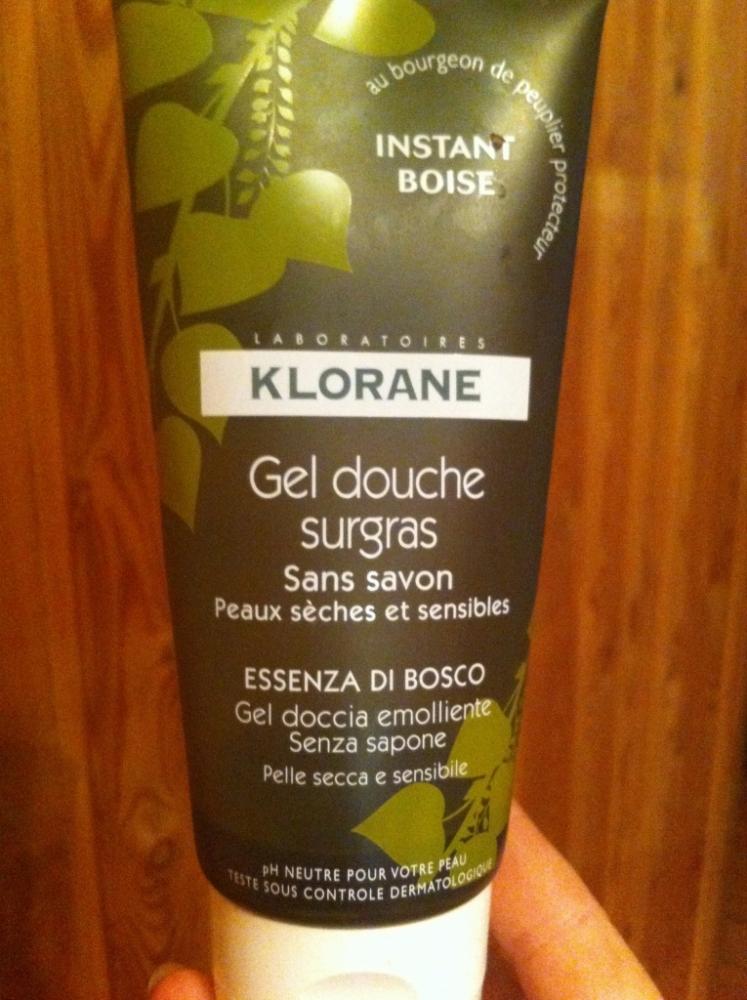 au bourgeon de peuplier protecteur
INSTANT
BOISE
LABORATOIRES
KLORANE
Gel douche
surgras
Sans savon
Peaux sèches et sensibles
ESSENZA DI BOSCO
Gel doccia emolliente
Senza sapone
Pelle secca e sensibile
pH NEUTRE POUR VOTRE PEAU
TESTE SOUS CONTROLE DERMATOLOGIQUE